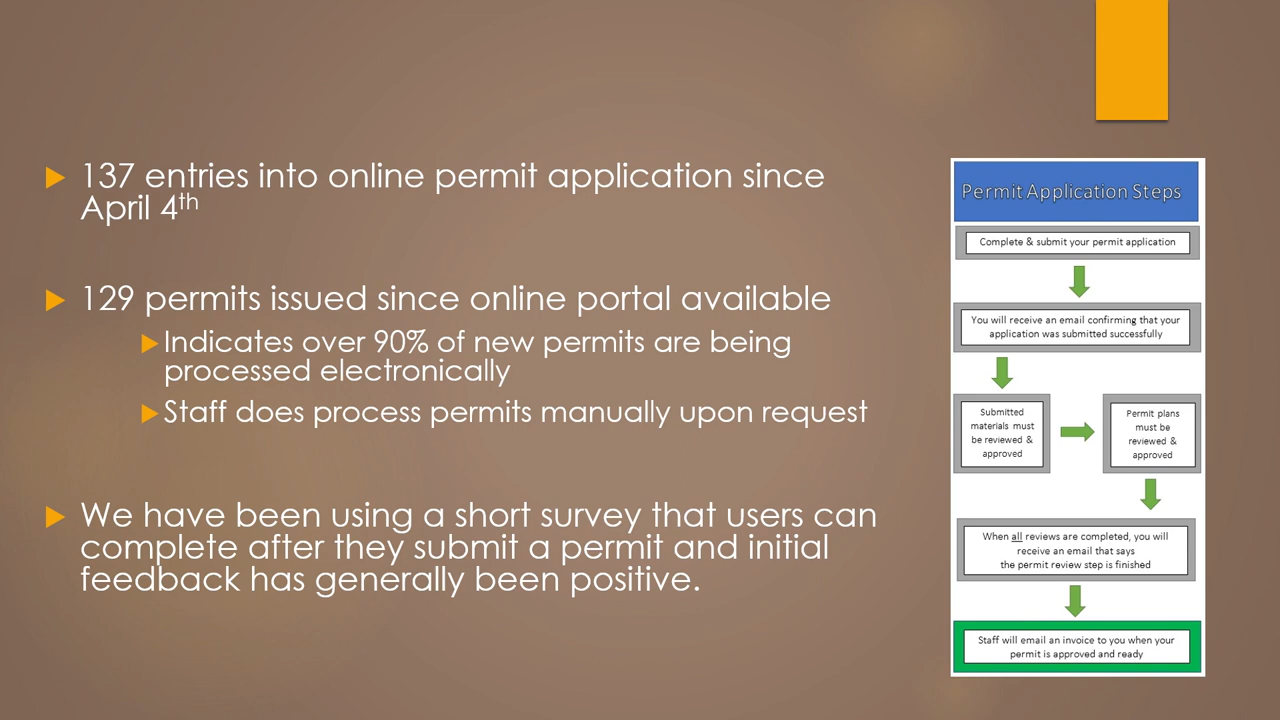 137 entries into online permit application since
April 4th
129 permits issued since online portal available
Indicates over 90% of new permits are being
processed electronically
Staff does process permits manually upon request
We have been using a short survey that users can
complete after they submit a permit and initial
feedback has generally been positive.
Permit Application Steps
Complete & submit your permit application
You will receive an email confirming that your
application was submitted successfully
Submitted
materials must
be reviewed &
approved
Permit plans
must be
reviewed &
approved
When all reviews are completed, you will
receive an email that says
the permit review step is finished
Staff will email an invoice to you when your
permit is approved and ready